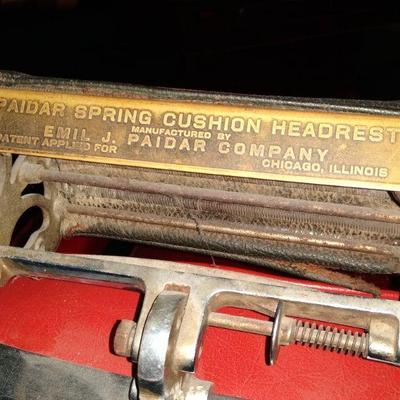 PAIDAR SPRING CUSHION HEADREST
MANUFACTURED BY
EMIL J. PAIDAR COMPANY
PATENT APPLIED FOR
CHICAGO, ILLINOIS